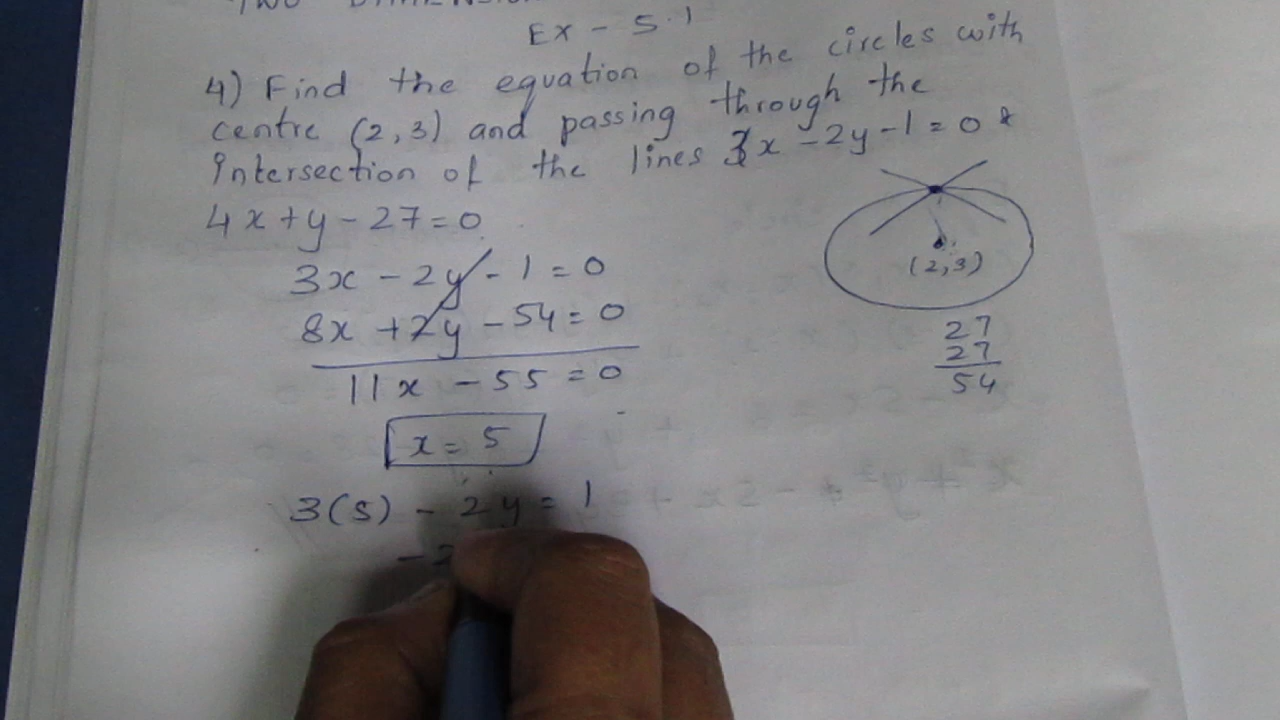 TWO
Ex - 5.1
4) Find the equation of the circles with
centre (2,3) and passing through the
intersection of the lines 3x - 2y - 1 = 0 &
4x + y - 27 = 0
3x - 2y - 1 = 0
8x + 2y - 54 = 0
11x - 55 = 0
x = 5
3(5) - 2y = 1
- 2
(2,3)
27
27
54